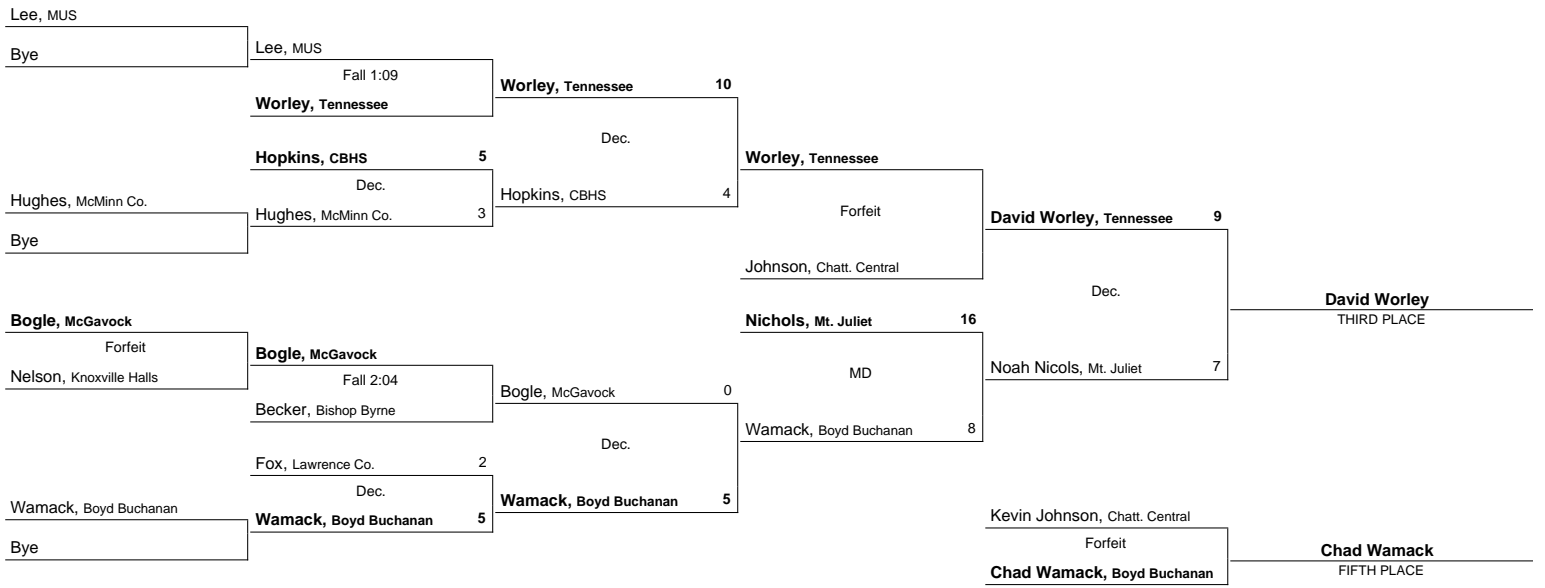 Lee, MUS
Bye
Lee, MUS
Fall 1:09
Worley, Tennessee
Worley, Tennessee 10
Dec.
Hopkins, CBHS 4
Hopkins, CBHS 5
Dec.
Hughes, McMinn Co. 3
Hughes, McMinn Co.
Bye
Worley, Tennessee
Forfeit
Johnson, Chatt. Central
David Worley, Tennessee 9
Dec.
Noah Nicols, Mt. Juliet 7
David Worley
THIRD PLACE
Bogle, McGavock
Forfeit
Nelson, Knoxville Halls
Bogle, McGavock
Fall 2:04
Becker, Bishop Byrne
Bogle, McGavock 0
Dec.
Wamack, Boyd Buchanan 5
Nichols, Mt. Juliet 16
MD
Wamack, Boyd Buchanan 8
Fox, Lawrence Co. 2
Dec.
Wamack, Boyd Buchanan 5
Wamack, Boyd Buchanan
Bye
Kevin Johnson, Chatt. Central
Forfeit
Chad Wamack, Boyd Buchanan
Chad Wamack
FIFTH PLACE